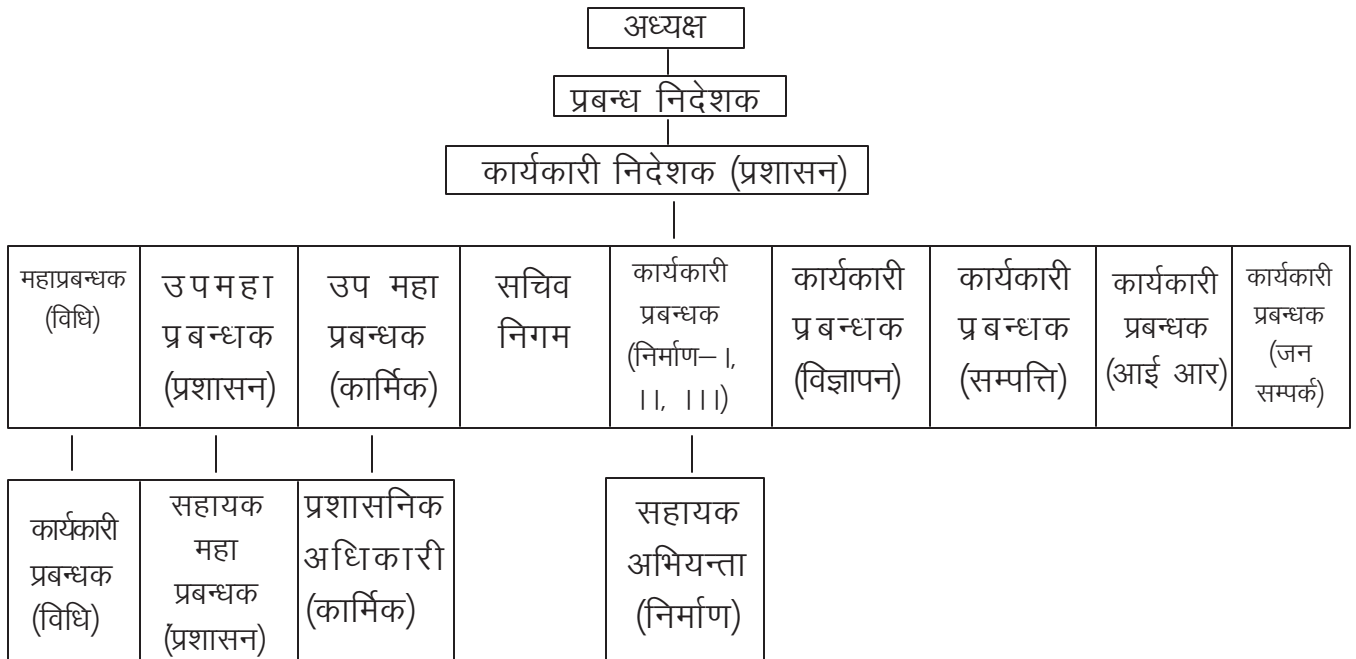 अध्यक्ष
प्रबन्ध निदेशक
कार्यकारी निदेशक (प्रशासन)
महाप्रबन्धक
(विधि)
उपमहा
प्रबन्धक
(प्रशासन)
उप महा
प्रबन्धक
(कार्मिक)
सचिव
निगम
कार्यकारी
प्रबन्धक
(निर्माण–।,
।।, ।।।)
कार्यकारी
प्रबन्धक
(विज्ञापन)
कार्यकारी
प्रबन्धक
(सम्पत्ति)
कार्यकारी
प्रबन्धक
(आई आर)
कार्यकारी
प्रबन्धक
(जन
सम्पर्क)
कार्यकारी
प्रबन्धक
(विधि)
सहायक
महा
प्रबन्धक
(प्रशासन)
प्रशासनिक
अधिकारी
(कार्मिक)
सहायक
अभियन्ता
(निर्माण)